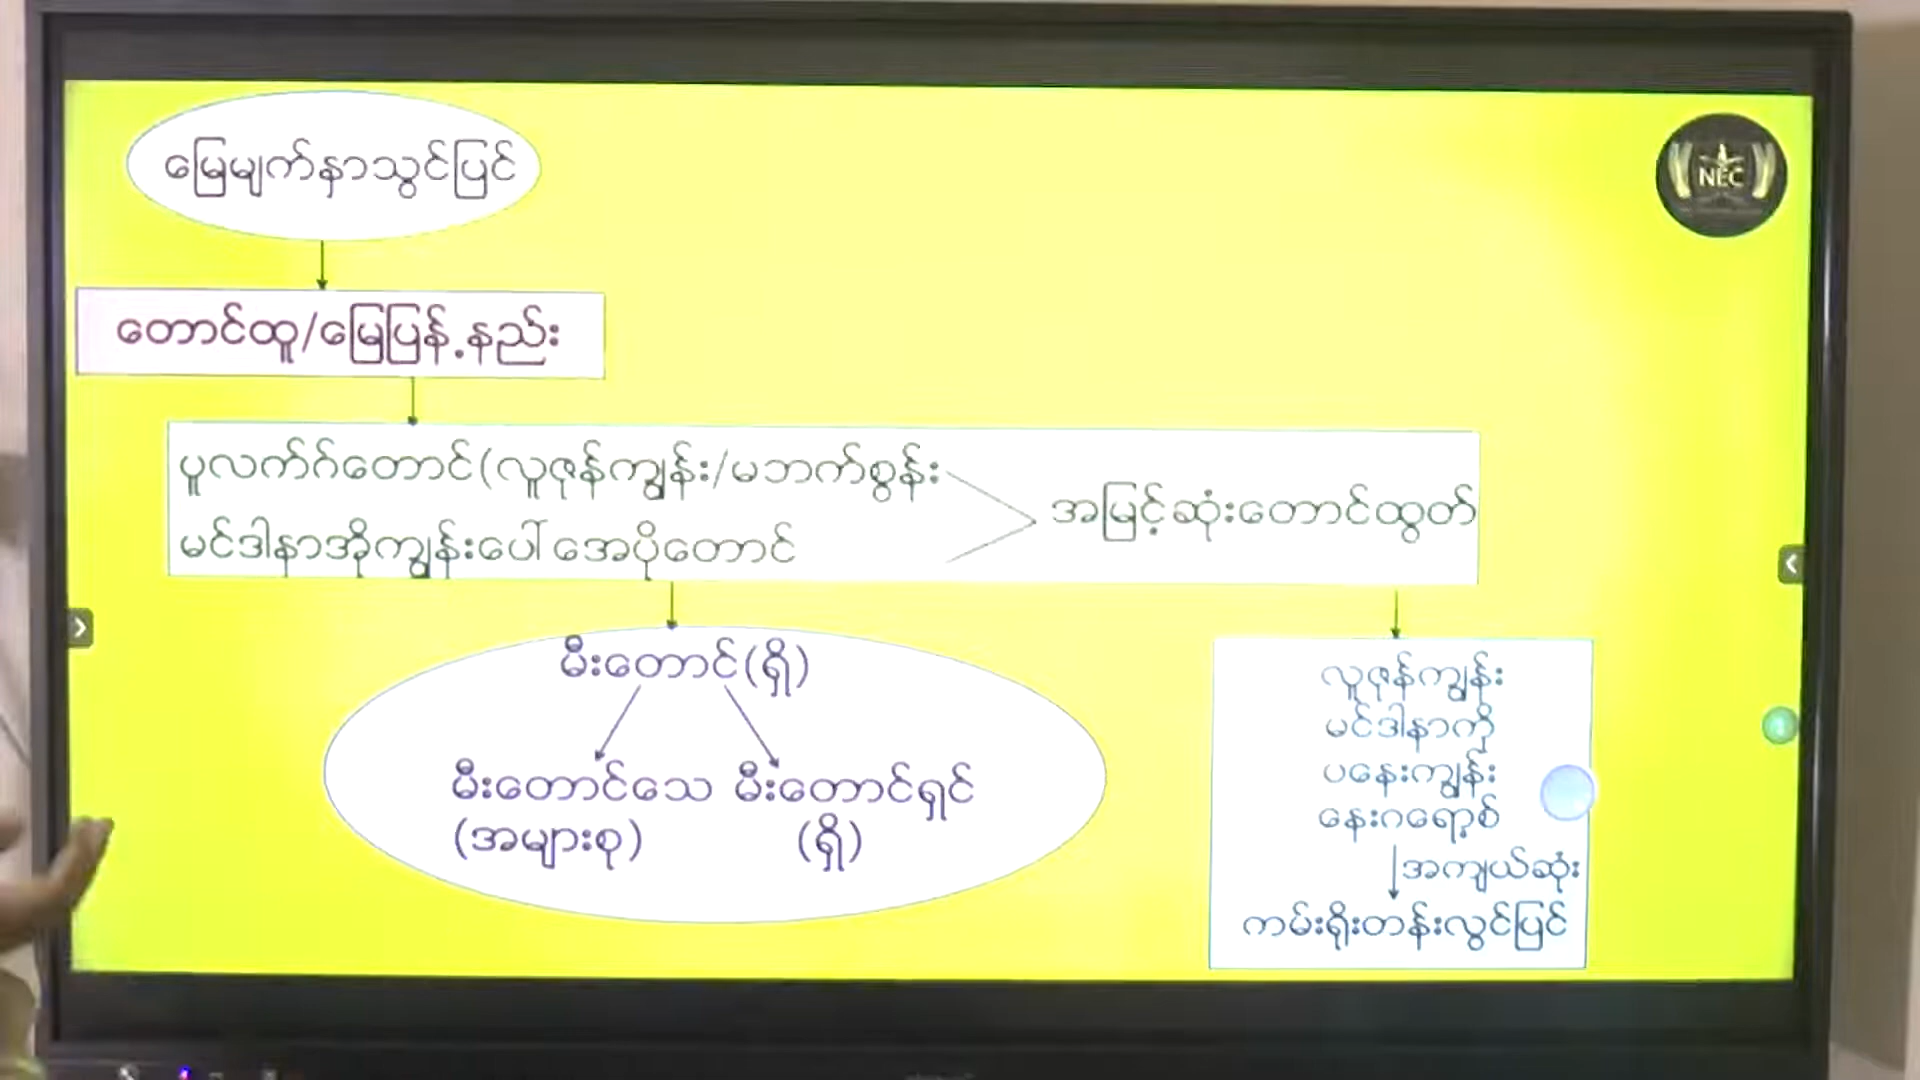 မြေမျက်နှာသွင်ပြင်
NEC
တောင်ထူ/မြေပြန့်နည်း
ပူလက်ဂ်တောင်(လူဇုန်ကျွန်း/မဘက်စွန်း
မင်ဒါနာအိုကျွန်းပေါ် အေပိုတောင်
အမြင့်ဆုံးတောင်ထွတ်
မီးတောင်(ရှိ)
မီးတောင်သေ မီးတောင်ရှင်
(အများစု) (ရှိ)
လူဇုန်ကျွန်း
မင်ဒါနာကို
ပနေးကျွန်း
နေးဂရော့စ်
အကျယ်ဆုံး
ကမ်းရိုးတန်းလွင်ပြင်